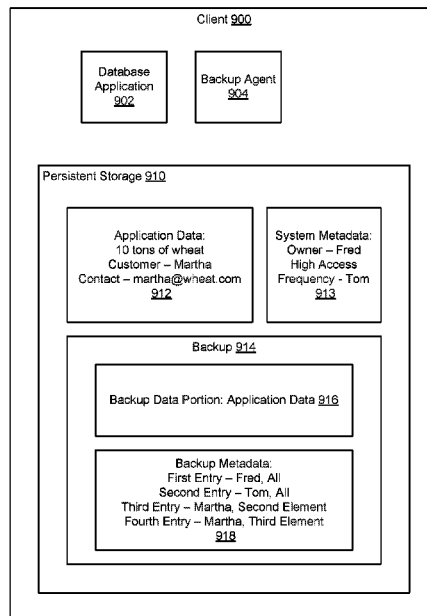 Client 900
Database
Application
902
Backup Agent
904
Persistent Storage 910
Application Data:
10 tons of wheat
Customer – Martha
Contact – martha@wheat.com
912
System Metadata:
Owner – Fred
High Access
Frequency - Tom
913
Backup 914
Backup Data Portion: Application Data 916
Backup Metadata:
First Entry – Fred, All
Second Entry – Tom, All
Third Entry – Martha, Second Element
Fourth Entry – Martha, Third Element
918